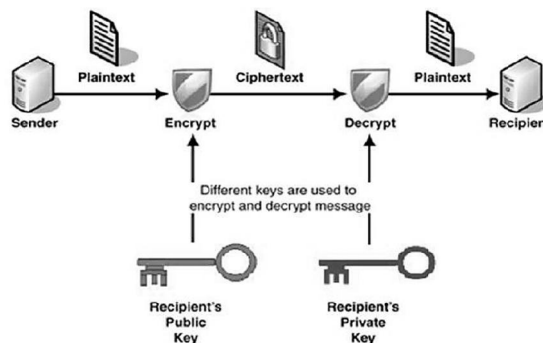 Plaintext
Ciphertext
Plaintext
Sender
Encrypt
Decrypt
Recipien
Different keys are used to
encrypt and decrypt message
Recipient's
Public
Key
Recipient's
Private
Key